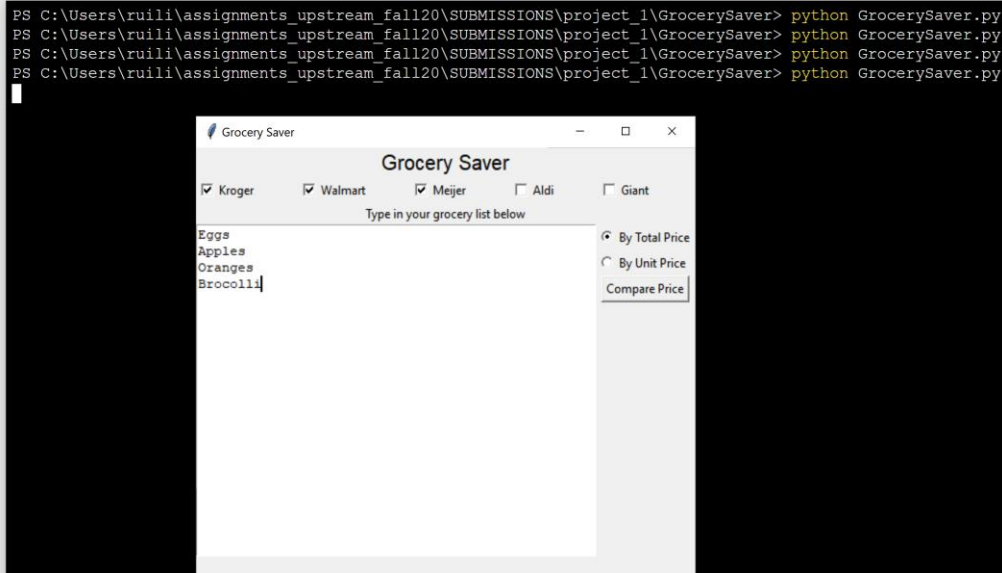 PS C:\Users\ruili\assignments_upstream_fall20\SUBMISSIONS\project_1\GrocerySaver> python GrocerySaver.py
PS C:\Users\ruili\assignments_upstream_fall20\SUBMISSIONS\project_1\GrocerySaver> python GrocerySaver.py
PS C:\Users\ruili\assignments_upstream_fall20\SUBMISSIONS\project_1\GrocerySaver> python GrocerySaver.py
PS C:\Users\ruili\assignments_upstream_fall20\SUBMISSIONS\project_1\GrocerySaver> python GrocerySaver.py
Grocery Saver
Grocery Saver
Kroger Walmart Meijer Aldi Giant
Type in your grocery list below
Eggs
Apples
Oranges
Brocolli
By Total Price
By Unit Price
Compare Price